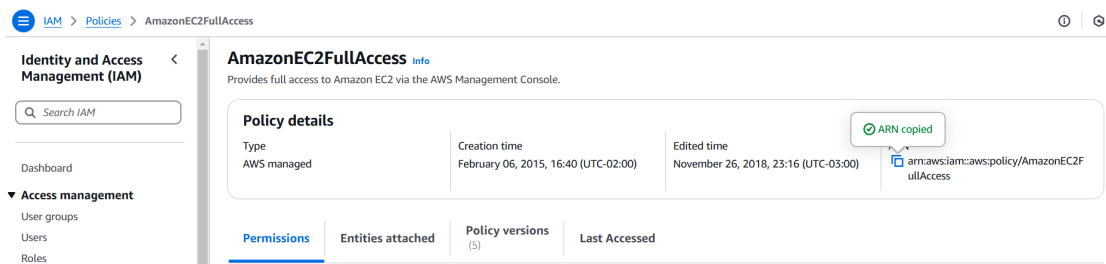 IAM > Policies > AmazonEC2FullAccess
Identity and Access
Management (IAM)
Search IAM
Dashboard
Access management
User groups
Users
Roles
AmazonEC2FullAccess Info
Provides full access to Amazon EC2 via the AWS Management Console.
Policy details
Type
AWS managed
Creation time
February 06, 2015, 16:40 (UTC-02:00)
Edited time
November 26, 2018, 23:16 (UTC-03:00)
ARN copied
arn:aws:iam::aws:policy/AmazonEC2F
ullAccess
Permissions
Entities attached
Policy versions
(5)
Last Accessed